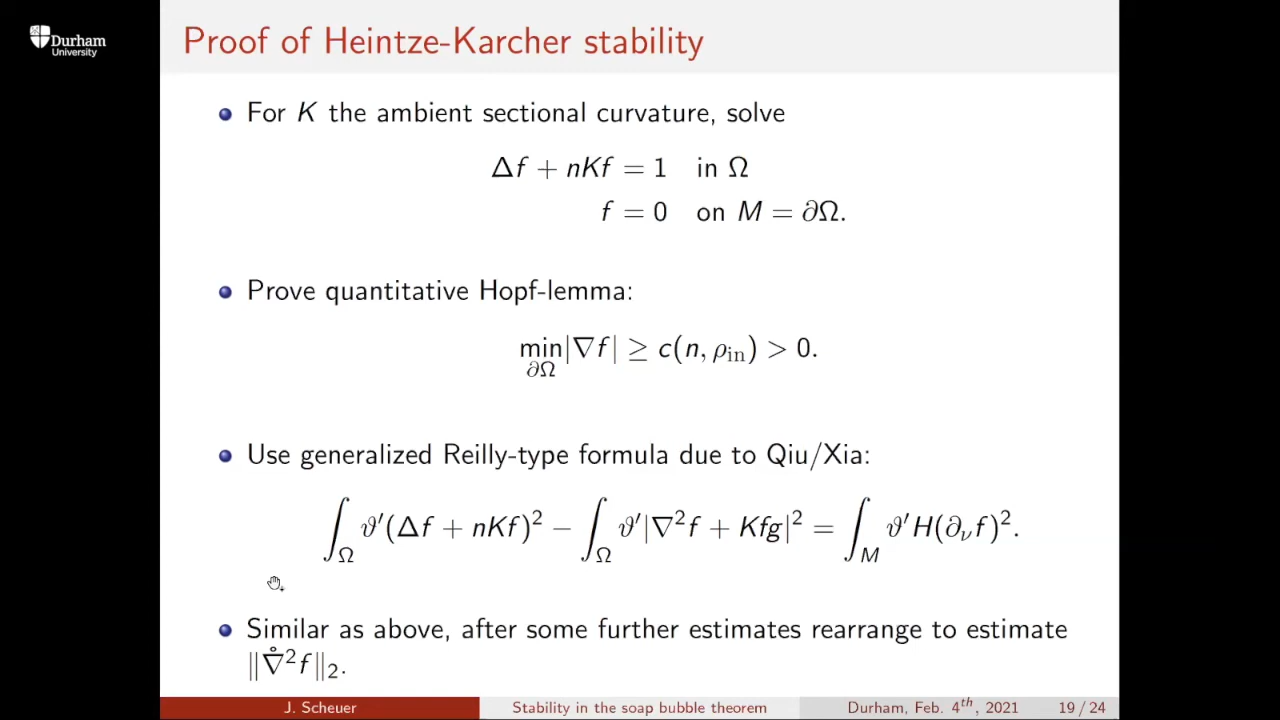 Durham
University
Proof of Heintze-Karcher stability
For K the ambient sectional curvature, solve
Δf + nKf = 1 in Ω
f = 0 on M = ∂Ω.
Prove quantitative Hopf-lemma:
min|∇f| ≥ c(n, ρ_in) > 0.
∂Ω
Use generalized Reilly-type formula due to Qiu/Xia:
∫_Ω ϑ′(Δf + nKf)² − ∫_Ω ϑ′|∇²f + Kfg|² = ∫_M ϑ′H(∂_νf)².
Similar as above, after some further estimates rearrange to estimate
‖∇̊²f‖₂.
J. Scheuer Stability in the soap bubble theorem Durham, Feb. 4th, 2021 19 / 24